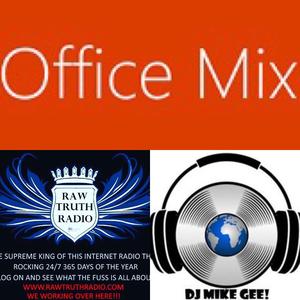 Office Mix
RAW
TRUTH
RADIO
E SUPREME KING OF THIS INTERNET RADIO TH
ROCKING 24/7 365 DAYS OF THE YEAR
LOG ON AND SEE WHAT THE FUSS IS ALL ABOU
WWW.RAWTRUTHRADIO.COM
WE WORKING OVER HERE!!!
DJ MIKE GEE!